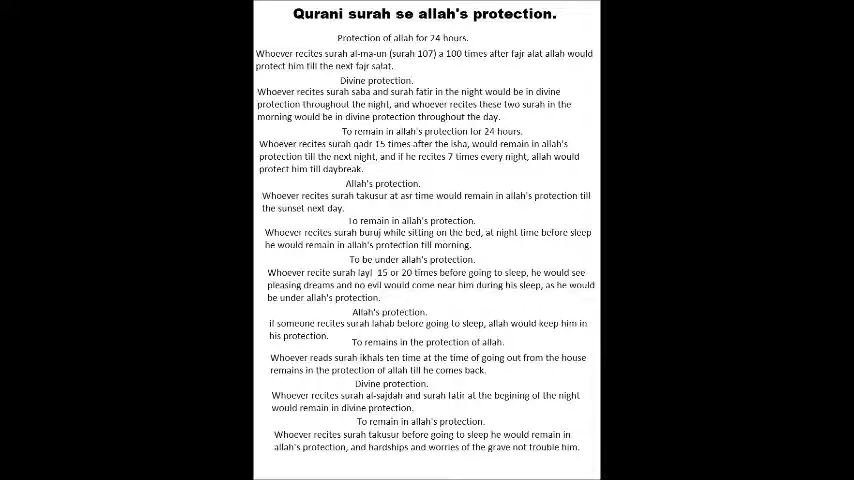 Qurani surah se allah's protection.
Protection of allah for 24 hours.
Whoever recites surah al-ma-un (surah 107) a 100 times after fajr alat allah would
protect him till the next fajr salat.
Divine protection.
Whoever recites surah saba and surah fatir in the night would be in divine
protection throughout the night, and whoever recites these two surah in the
morning would be in divine protection throughout the day.
To remain in allah's protection for 24 hours.
Whoever recites surah qadr 15 times after the isha, would remain in allah's
protection till the next night, and if he recites 7 times every night, allah would
protect him till daybreak.
Allah's protection.
Whoever recites surah takusur at asr time would remain in allah's protection till
the sunset next day.
To remain in allah's protection.
Whoever recites surah buruj while sitting on the bed, at night time before sleep
he would remain in allah's protection till morning.
To be under allah's protection.
Whoever recite surah layl 15 or 20 times before going to sleep, he would see
pleasing dreams and no evil would come near him during his sleep, as he would
be under allah's protection.
Allah's protection.
if someone recites surah lahab before going to sleep, allah would keep him in
his protection.
To remains in the protection of allah.
Whoever reads surah ikhals ten time at the time of going out from the house
remains in the protection of allah till he comes back.
Divine protection.
Whoever recites surah al-sajdah and surah fatir at the begining of the night
would remain in divine protection.
To remain in allah's protection.
Whoever recites surah takusur before going to sleep he would remain in
allah's protection, and hardships and worries of the grave not trouble him.